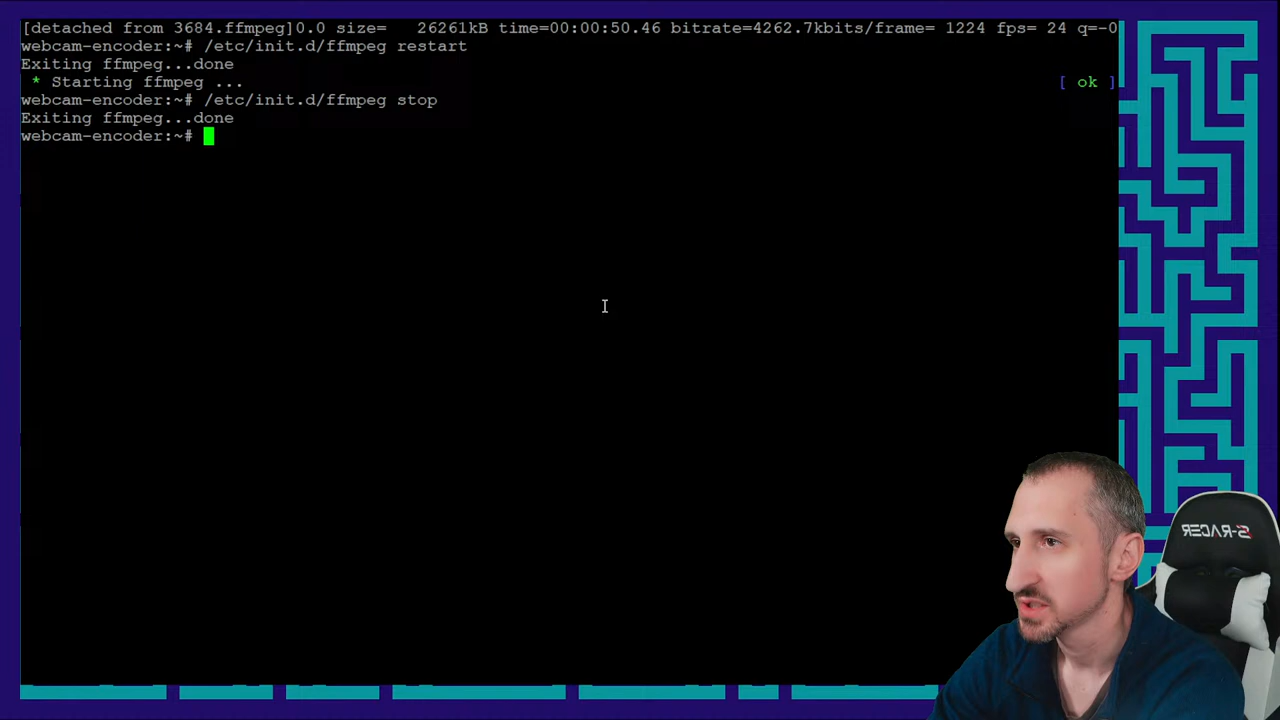 [detached from 3684.ffmpeg]0.0 size=   26261kB time=00:00:50.46 bitrate=4262.7kbits/frame= 1224 fps= 24 q=-0
webcam-encoder:~# /etc/init.d/ffmpeg restart
Exiting ffmpeg...done
 * Starting ffmpeg ... [ ok ]
webcam-encoder:~# /etc/init.d/ffmpeg stop
Exiting ffmpeg...done
webcam-encoder:~#
S-RACER